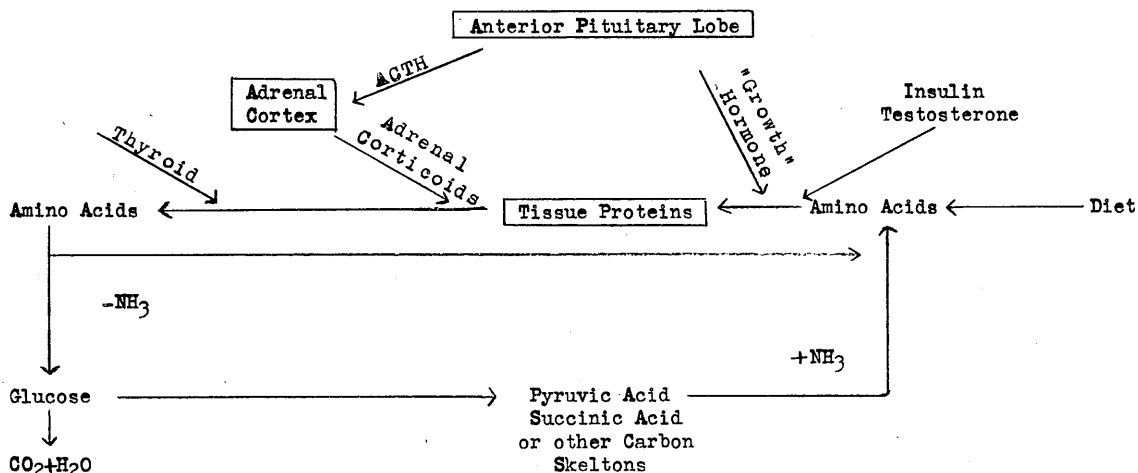 Anterior Pituitary Lobe
ACTH
Adrenal
Cortex
"Growth"
Hormone
Insulin
Testosterone
Thyroid
Adrenal
Corticoids
Amino Acids
Tissue Proteins
Amino Acids
Diet
-NH3
+NH3
Glucose
Pyruvic Acid
Succinic Acid
or other Carbon
Skeltons
CO2+H2O